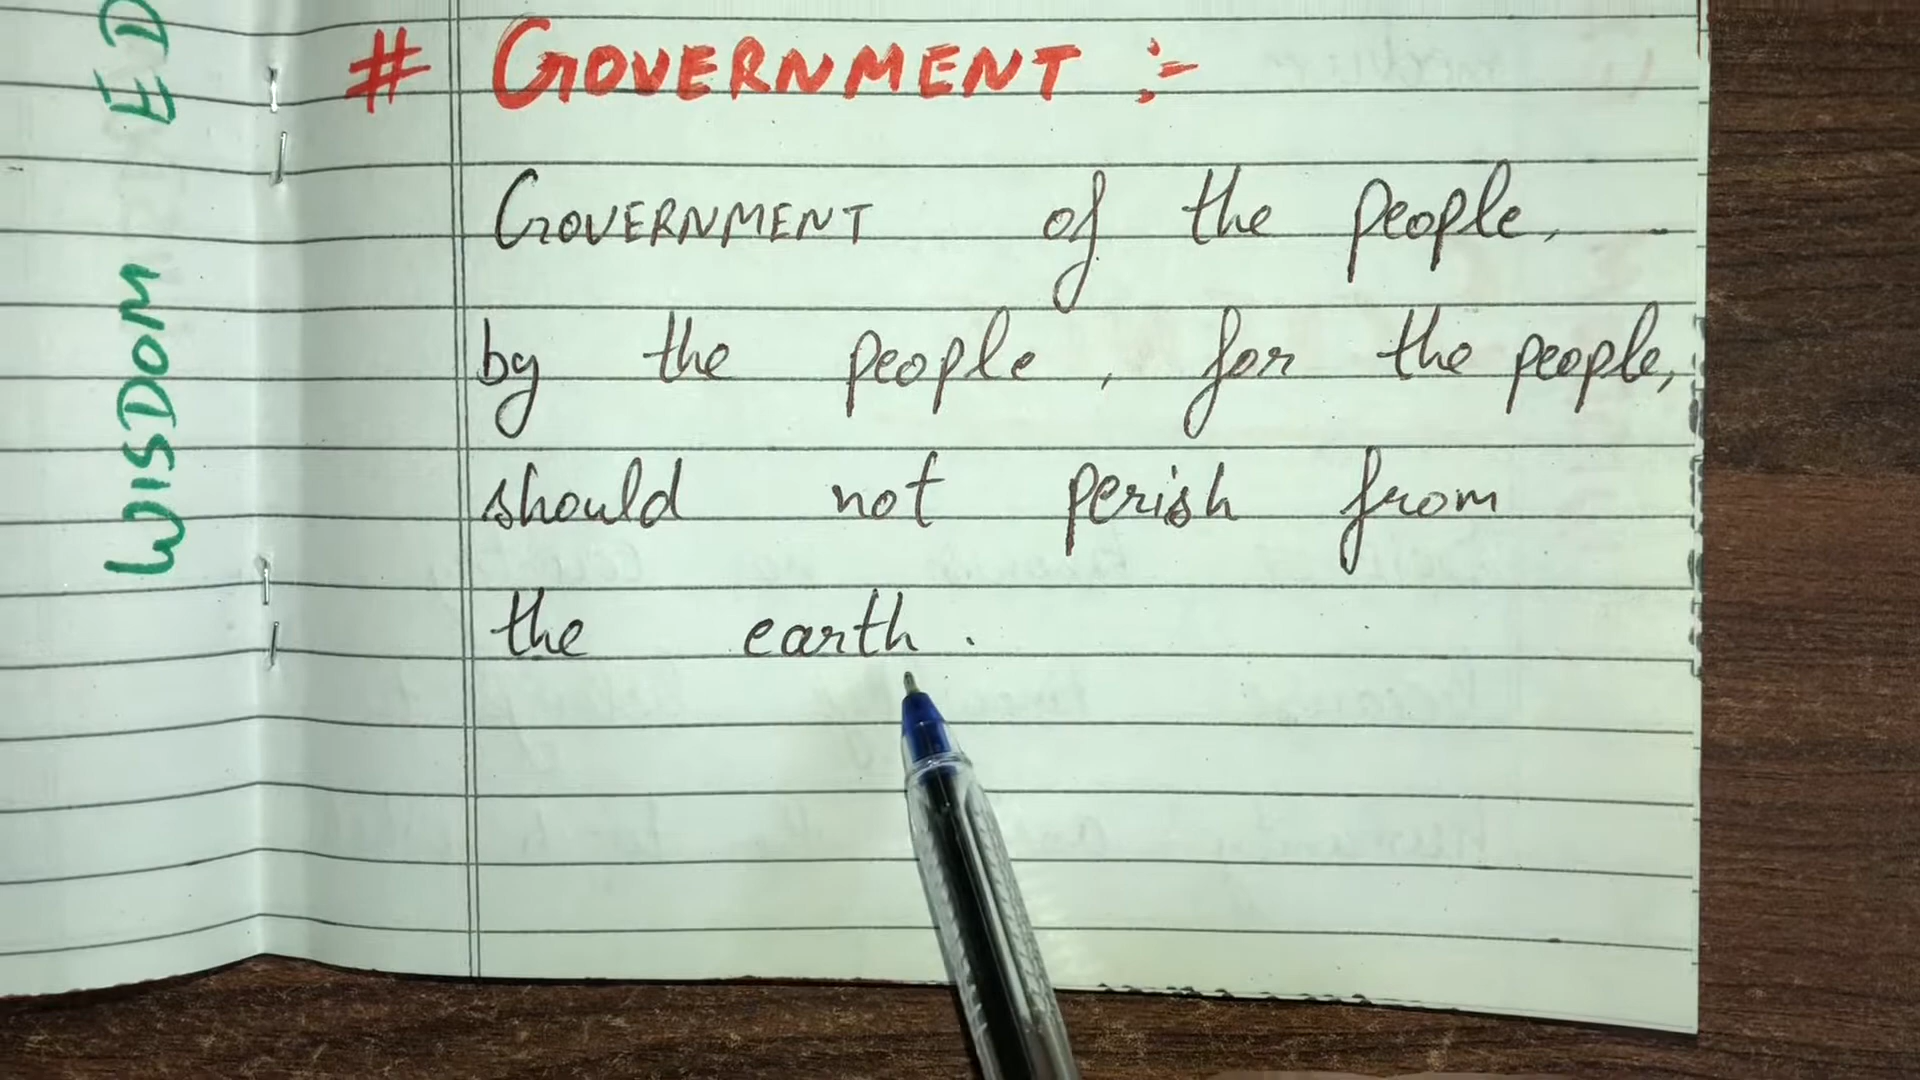 # GOVERNMENT :-
GOVERNMENT of the people,
by the people, for the people,
should not perish from
the earth.
WISDOM ED